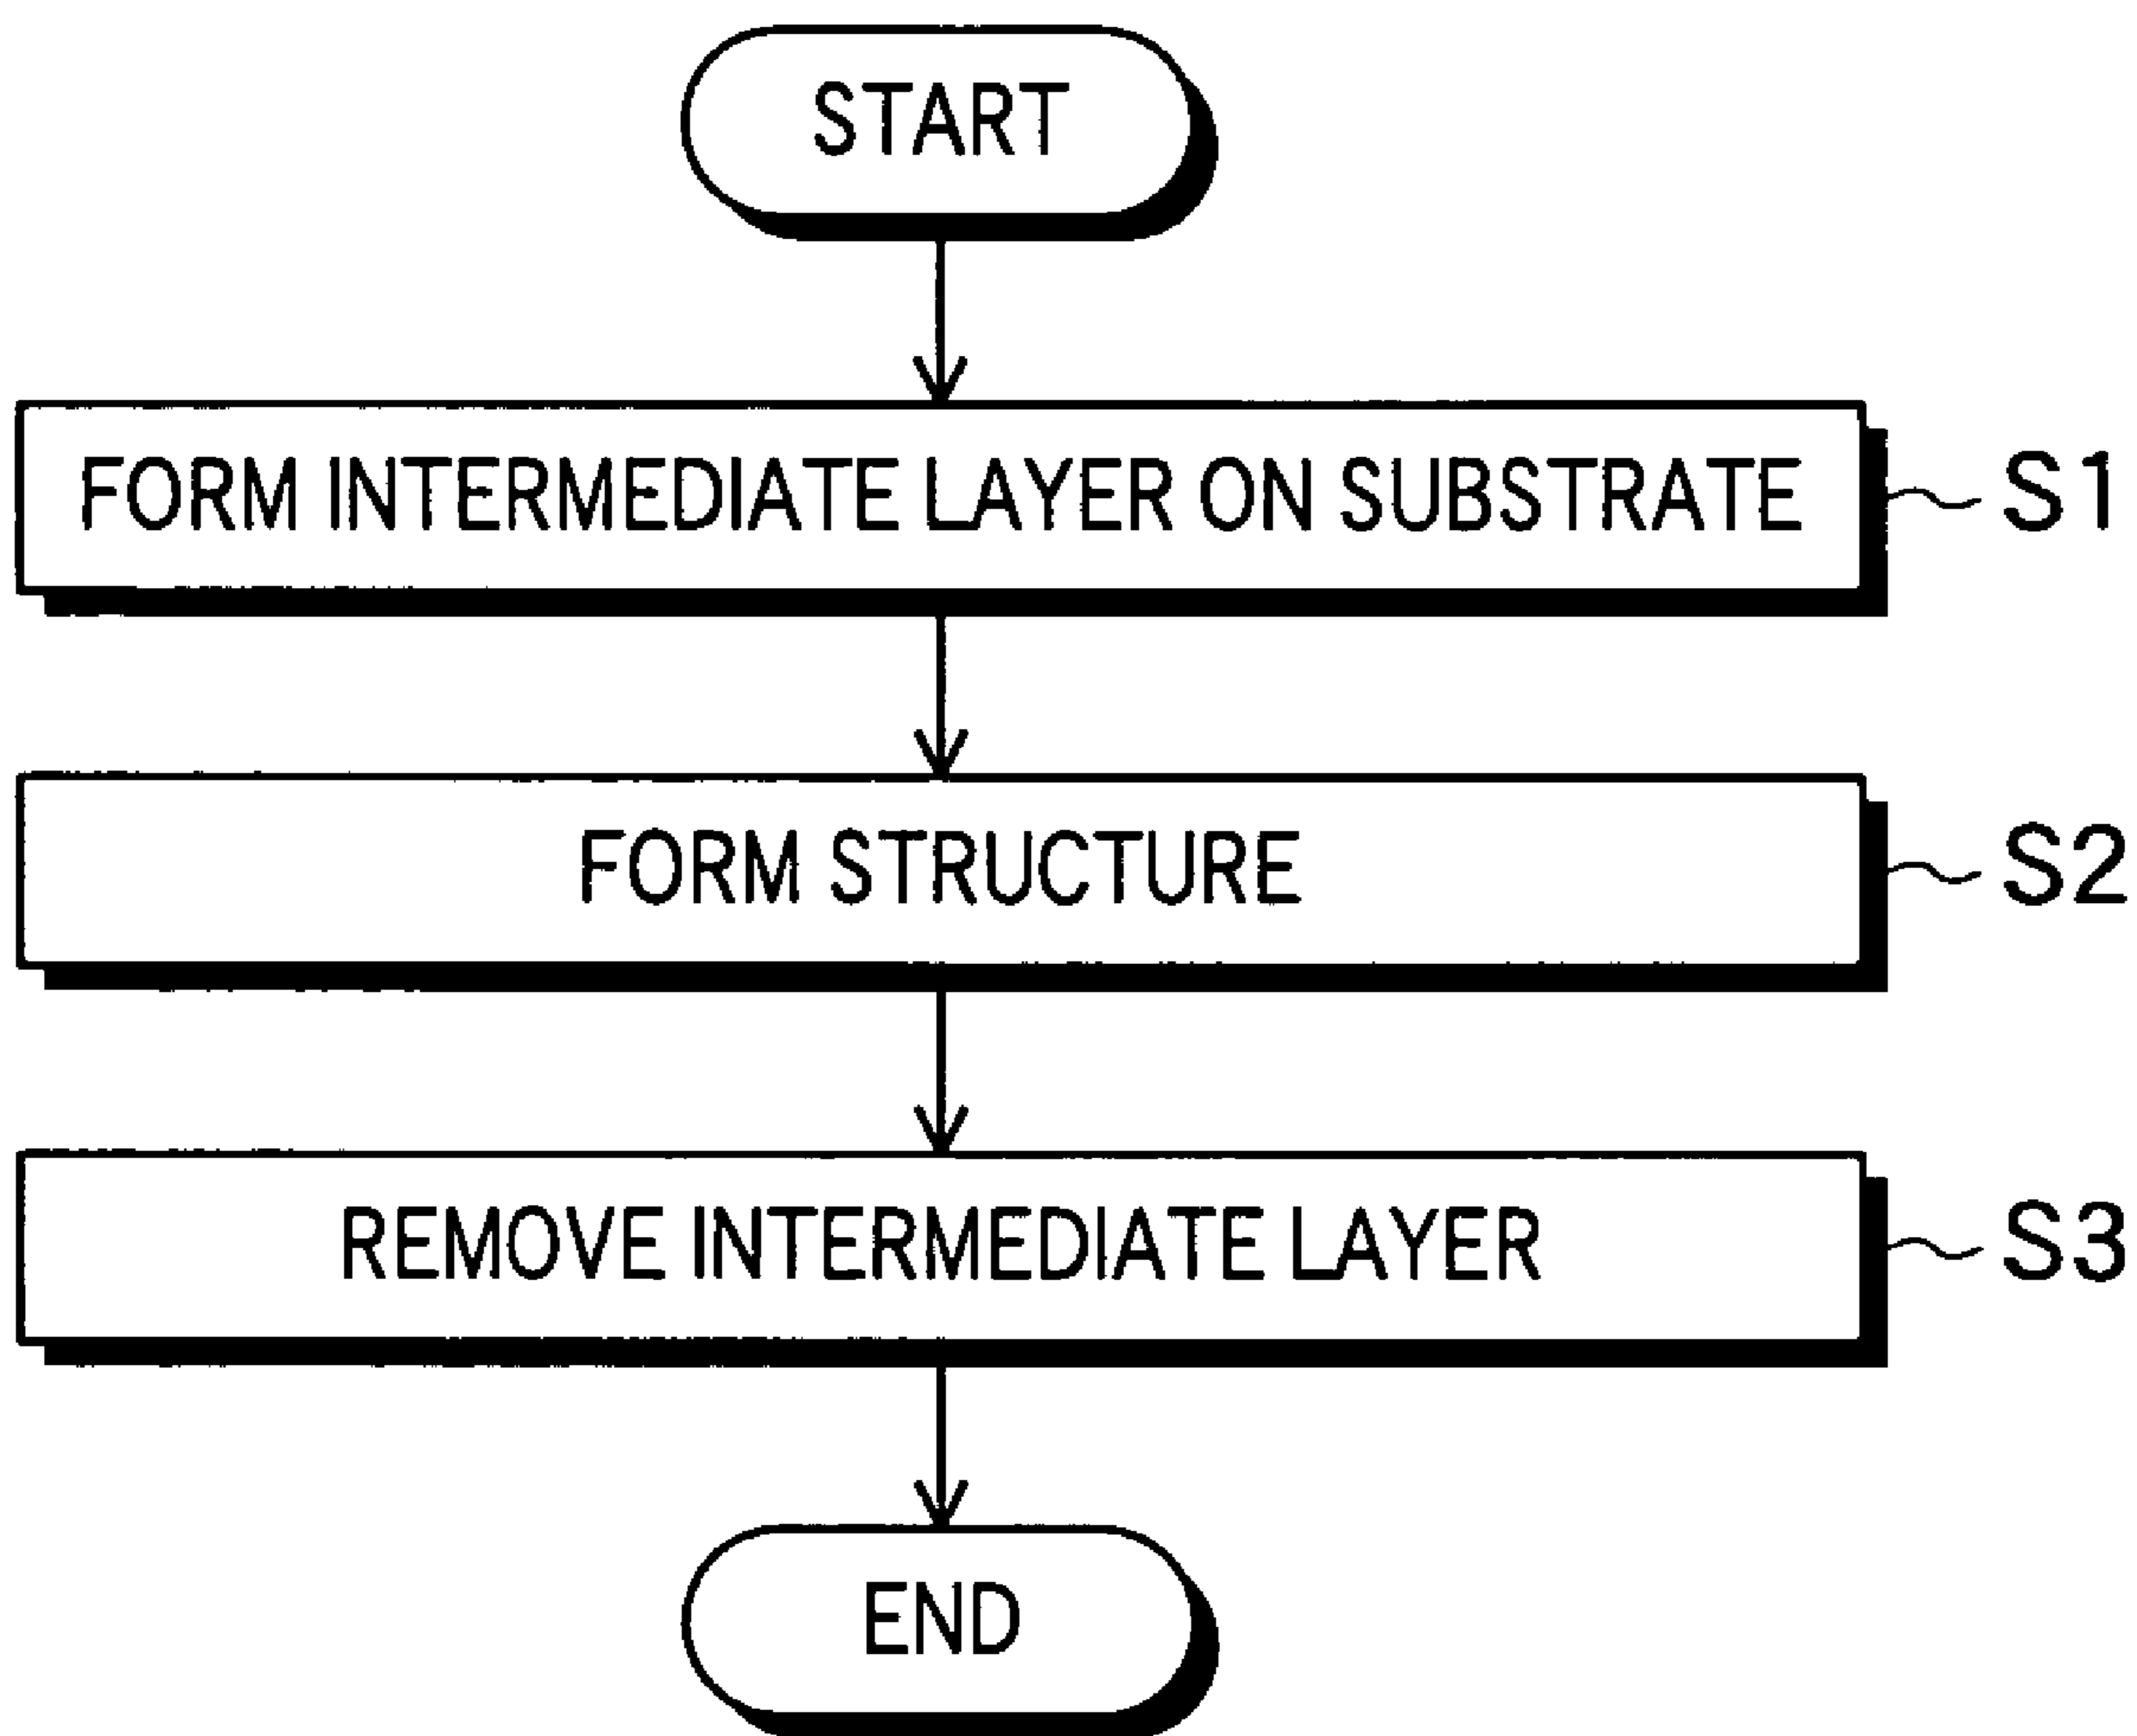 START
FORM INTERMEDIATE LAYER ON SUBSTRATE S1
FORM STRUCTURE S2
REMOVE INTERMEDIATE LAYER S3
END